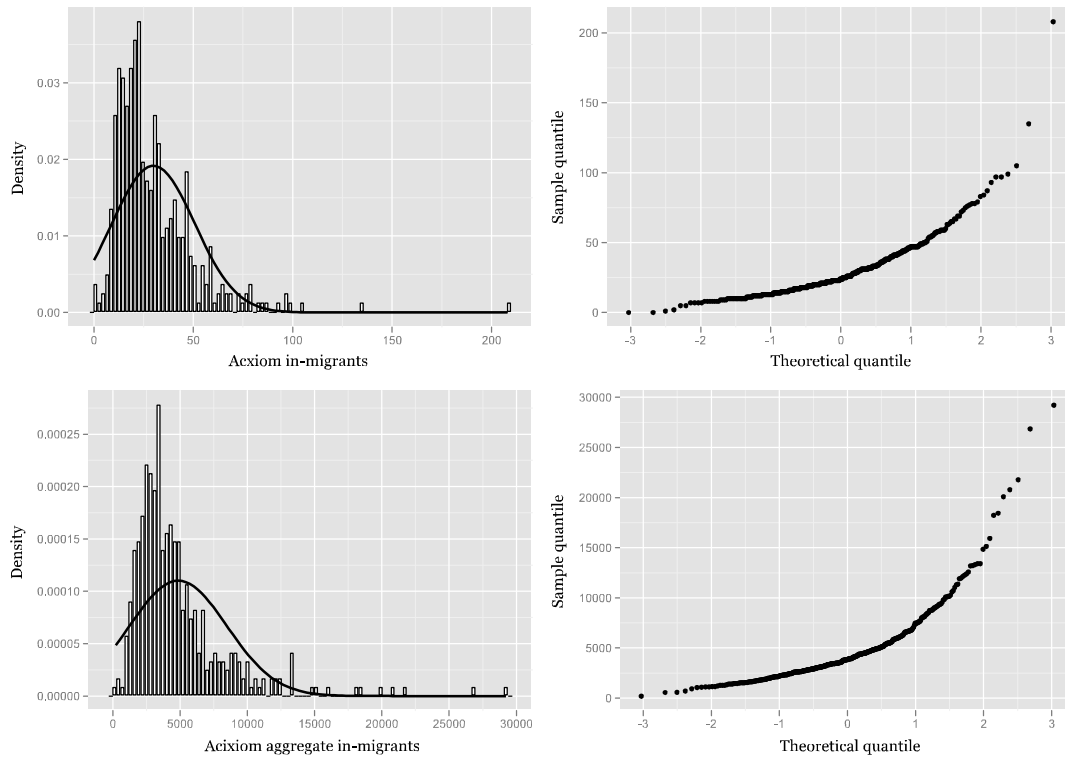 Density
0.03
0.02
0.01
0.00
0 50 100 150 200
Acxiom in-migrants
Sample quantile
200
150
100
50
0
-3 -2 -1 0 1 2 3
Theoretical quantile
Density
0.00025
0.00020
0.00015
0.00010
0.00005
0.00000
0 5000 10000 15000 20000 25000 30000
Acixiom aggregate in-migrants
Sample quantile
30000
25000
20000
15000
10000
5000
0
-3 -2 -1 0 1 2 3
Theoretical quantile